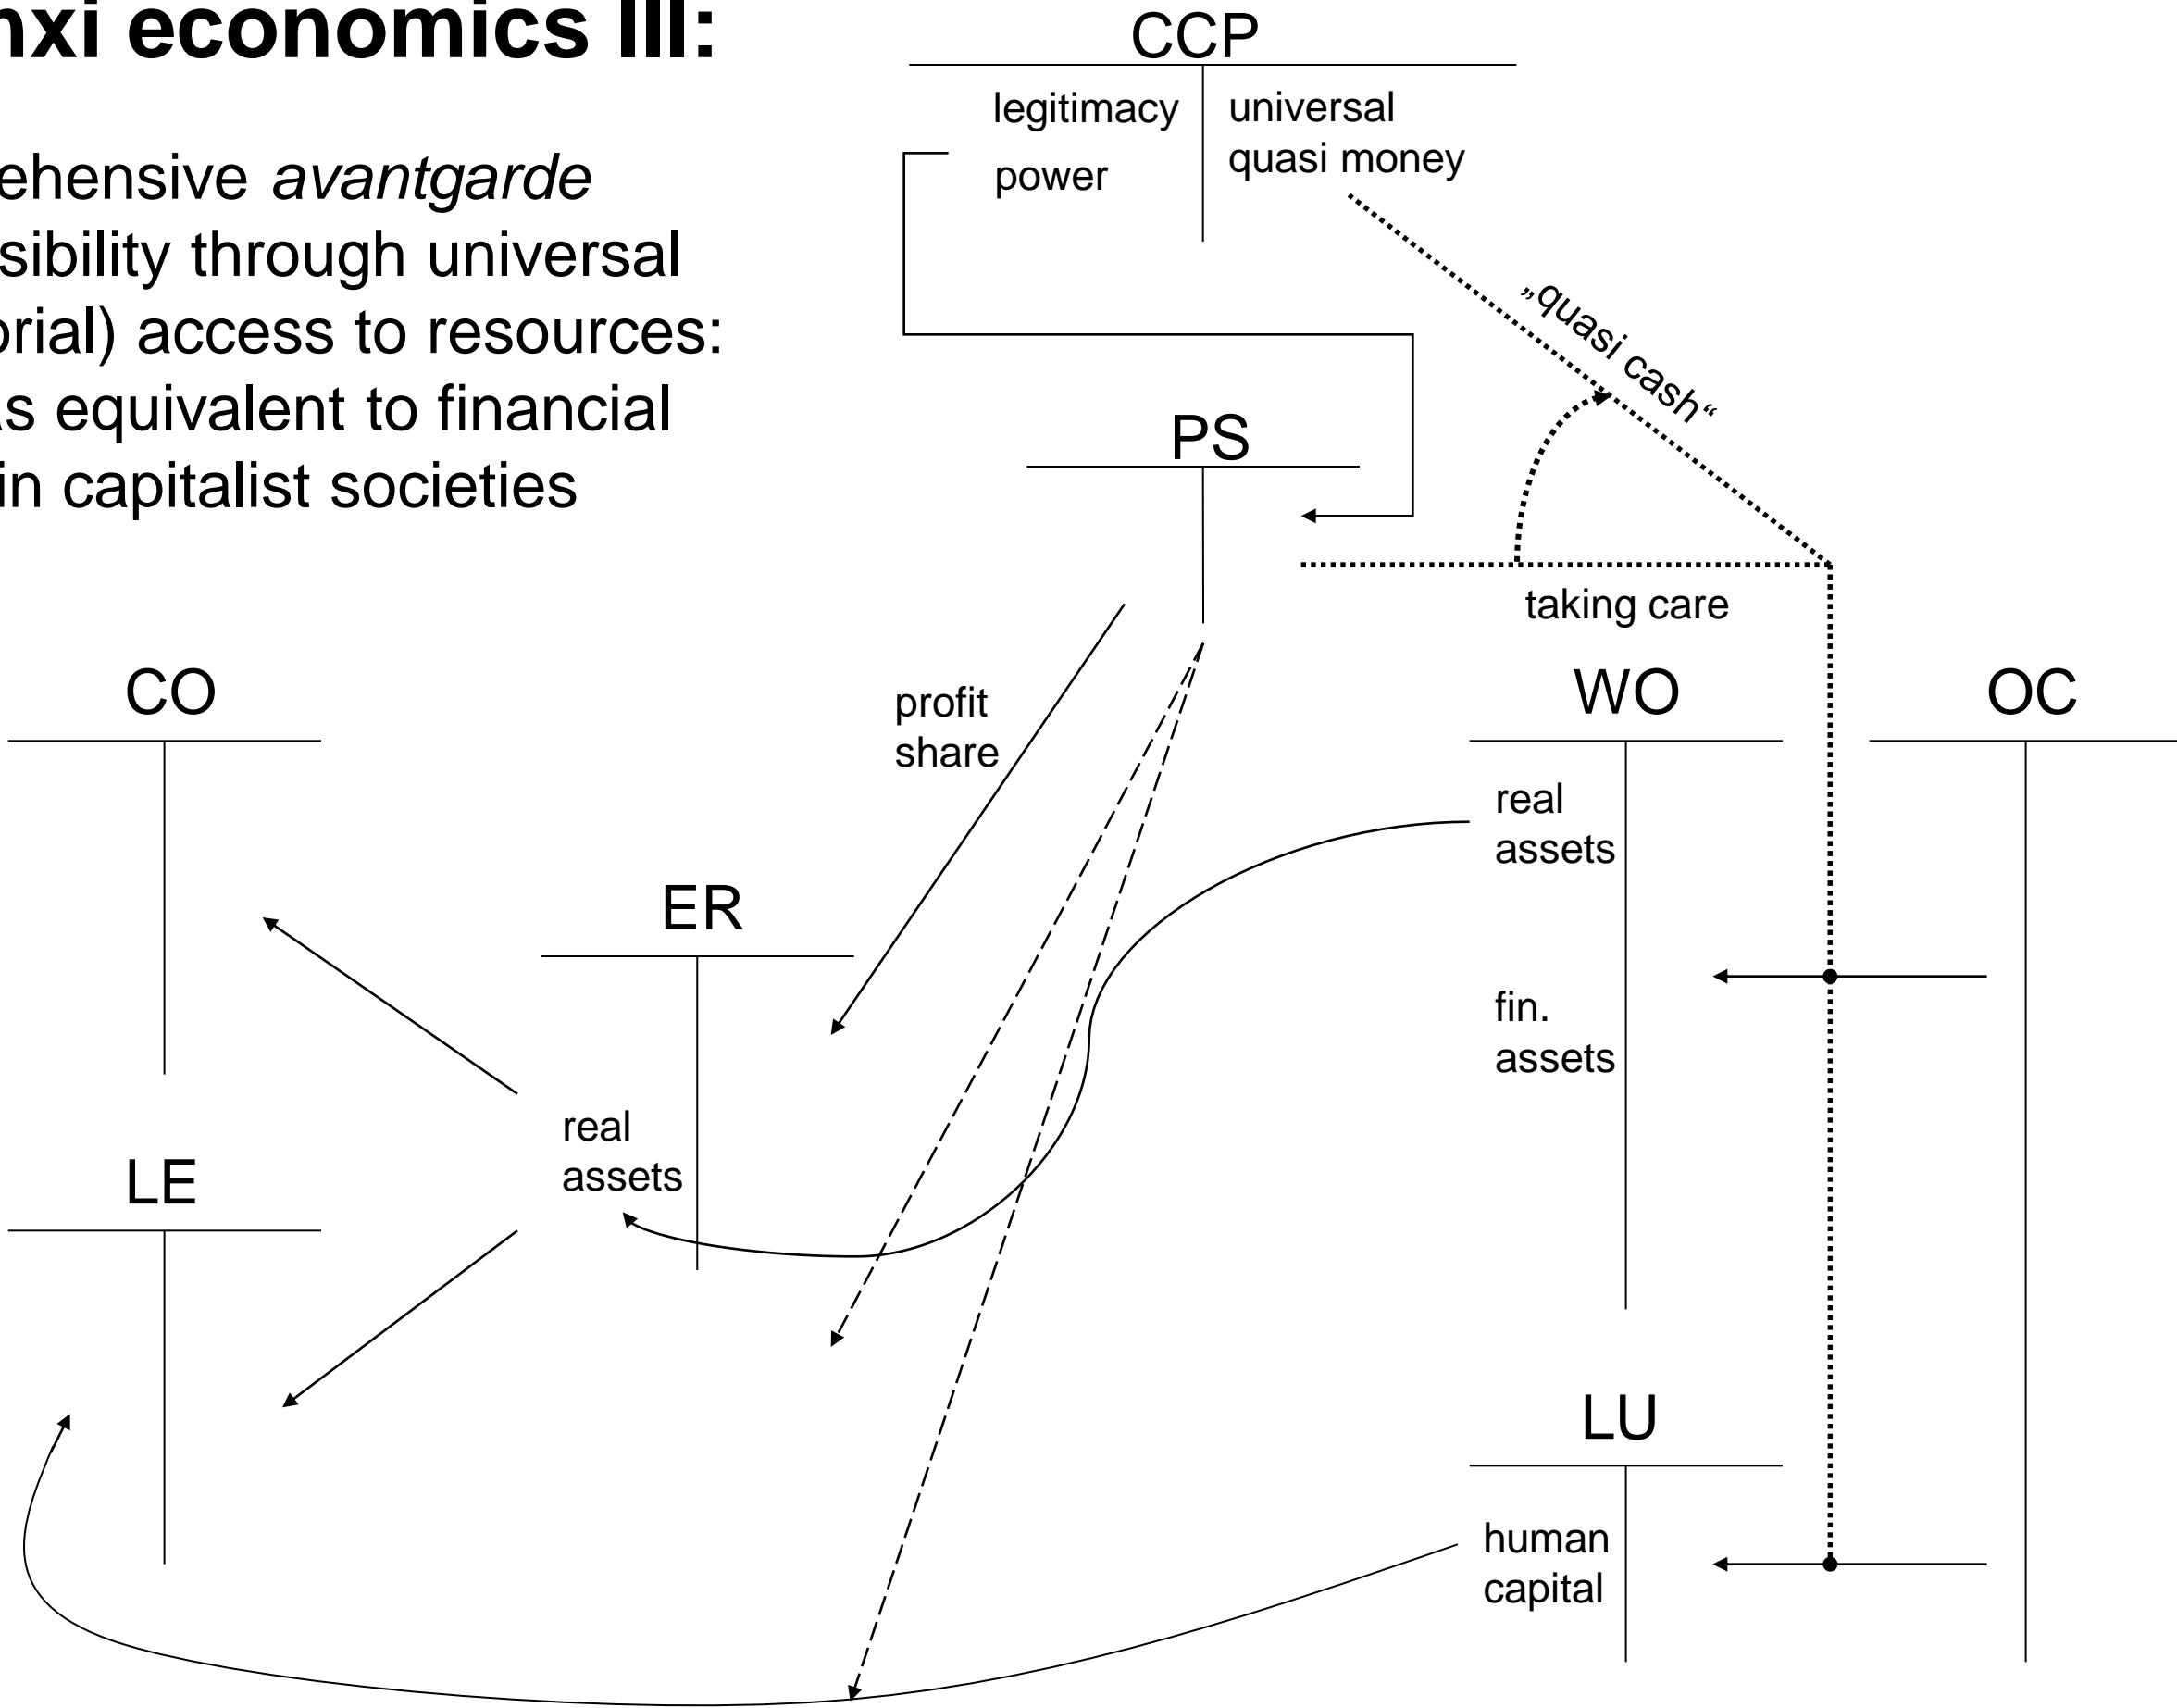 nxi economics III:
ehensive avantgarde
sibility through universal
orial) access to resources:
as equivalent to financial
in capitalist societies
CCP
legitimacy
power
universal
quasi money
„quasi cash“
PS
taking care
profit
share
CO
WO
OC
real
assets
fin.
assets
ER
real
assets
LE
LU
human
capital